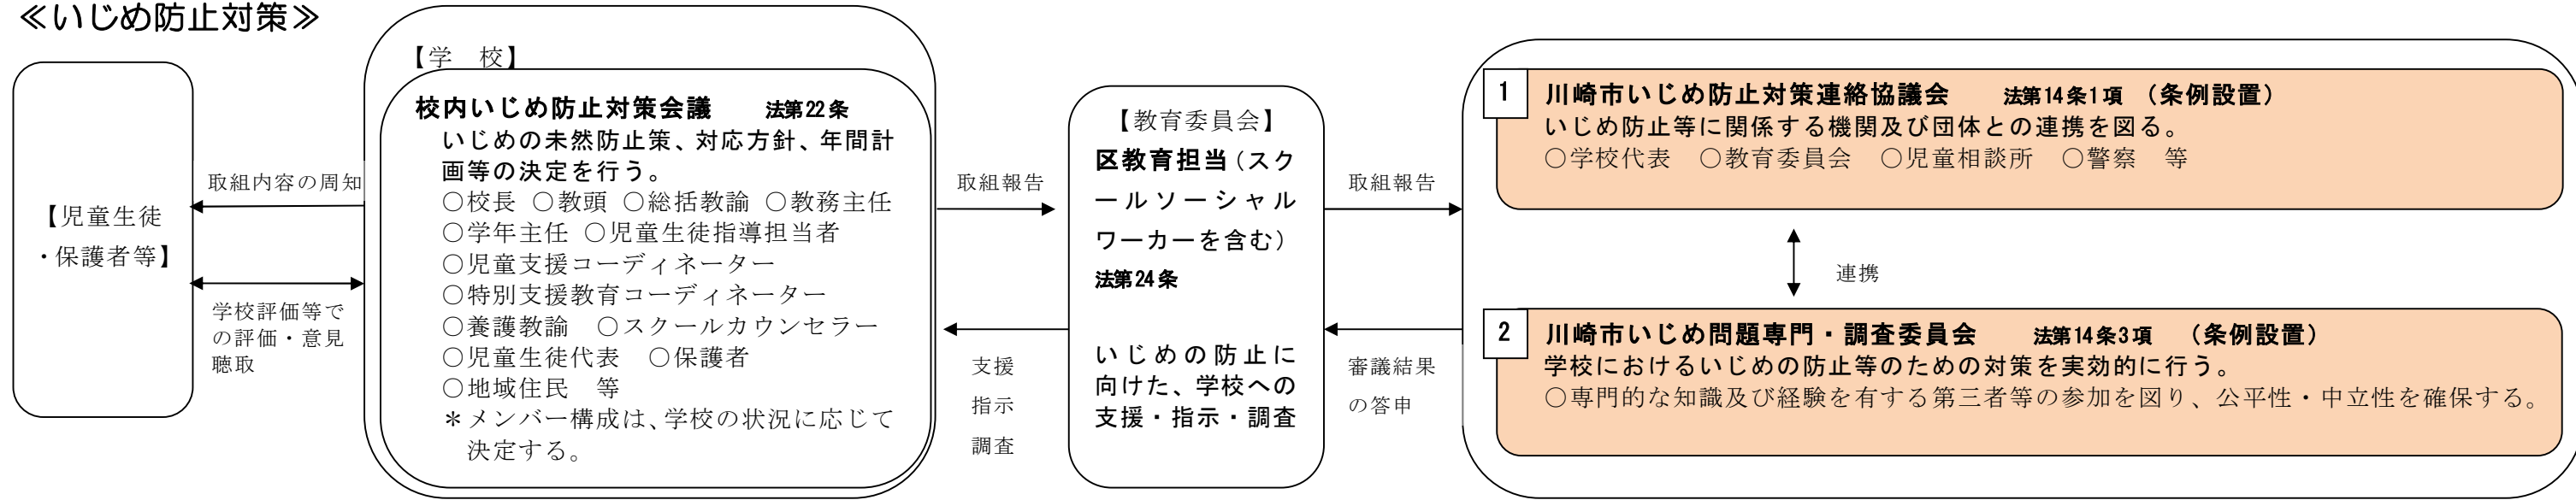 ≪いじめ防止対策≫
【児童生徒
・保護者等】
取組内容の周知
学校評価等で
の評価・意見
聴取
【学　校】
校内いじめ防止対策会議　　法第22条
いじめの未然防止策、対応方針、年間計
画等の決定を行う。
○校長 ○教頭 ○総括教諭 ○教務主任
○学年主任 ○児童生徒指導担当者
○児童支援コーディネーター
○特別支援教育コーディネーター
○養護教諭　○スクールカウンセラー
○児童生徒代表　○保護者
○地域住民　等
＊メンバー構成は、学校の状況に応じて
決定する。
取組報告
支援
指示
調査
【教育委員会】
区教育担当（スク
ールソーシャル
ワーカーを含む）
法第24条
いじめの防止に
向けた、学校への
支援・指示・調査
取組報告
審議結果
の答申
1　川崎市いじめ防止対策連絡協議会　　法第14条1項　（条例設置）
いじめ防止等に関係する機関及び団体との連携を図る。
○学校代表　○教育委員会　○児童相談所　○警察　等
連携
2　川崎市いじめ問題専門・調査委員会　　法第14条3項　（条例設置）
学校におけるいじめの防止等のための対策を実効的に行う。
○専門的な知識及び経験を有する第三者等の参加を図り、公平性・中立性を確保する。